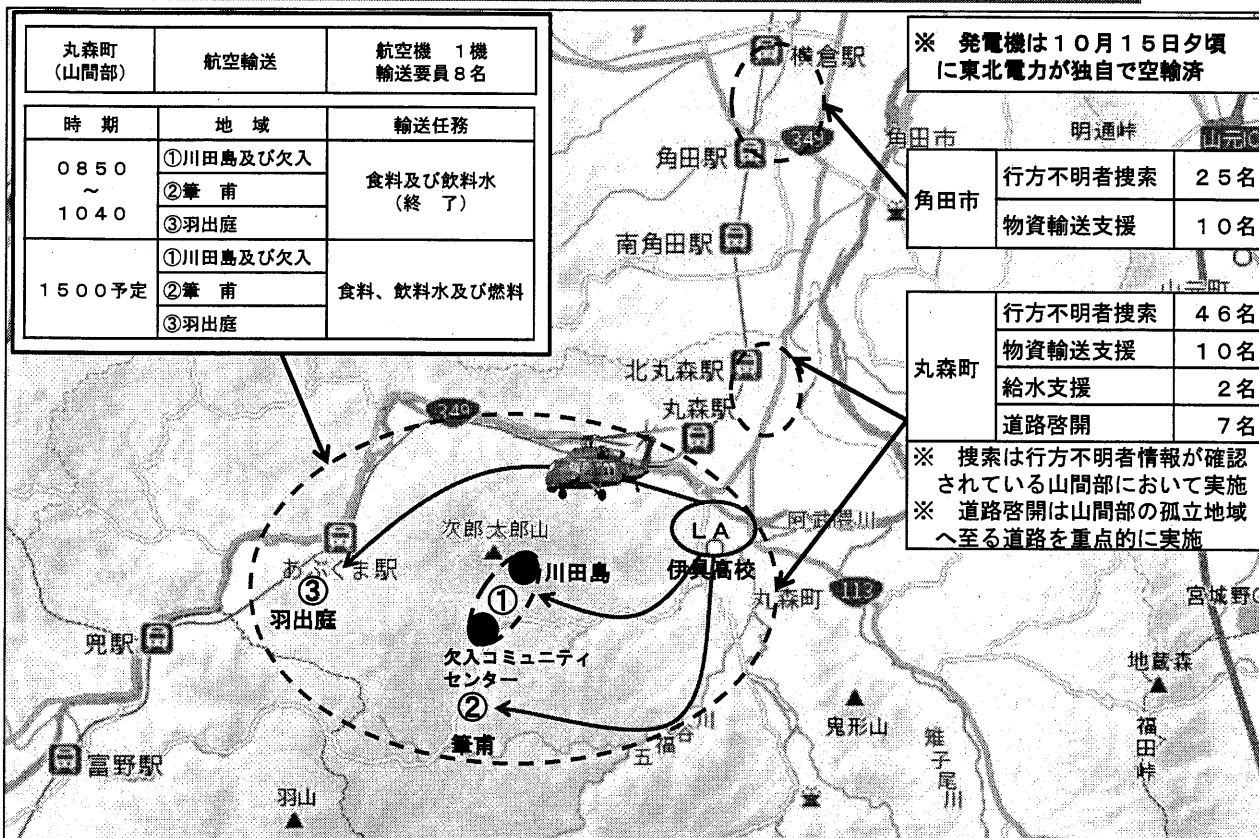 丸森町
(山間部)
航空輸送
航空機 1機
輸送要員8名
時 期
地 域
輸送任務
0850
~
1040
①川田島及び欠入
②筆 甫
③羽出庭
食料及び飲料水
(終 了)
1500予定
①川田島及び欠入
②筆 甫
③羽出庭
食料、飲料水及び燃料
※ 発電機は10月15日夕頃
に東北電力が独自で空輸済
角田市
行方不明者捜索
25名
物資輸送支援
10名
丸森町
行方不明者捜索
46名
物資輸送支援
10名
給水支援
2名
道路啓開
7名
※ 捜索は行方不明者情報が確認
されている山間部において実施
※ 道路啓開は山間部の孤立地域
へ至る道路を重点的に実施
横倉駅
349
角田市
明通峠
山元IC
角田駅
南角田駅
山元町
北丸森駅
丸森駅
349
次郎太郎山
LA
阿武隈川
あぶくま駅
川田島
伊具高校
③
羽出庭
①
丸森町
113
宮城野
兜駅
欠入コミュニティ
センター
地蔵森
②
鬼形山
筆甫
五福谷川
雉子尾川
福田峠
富野駅
羽山